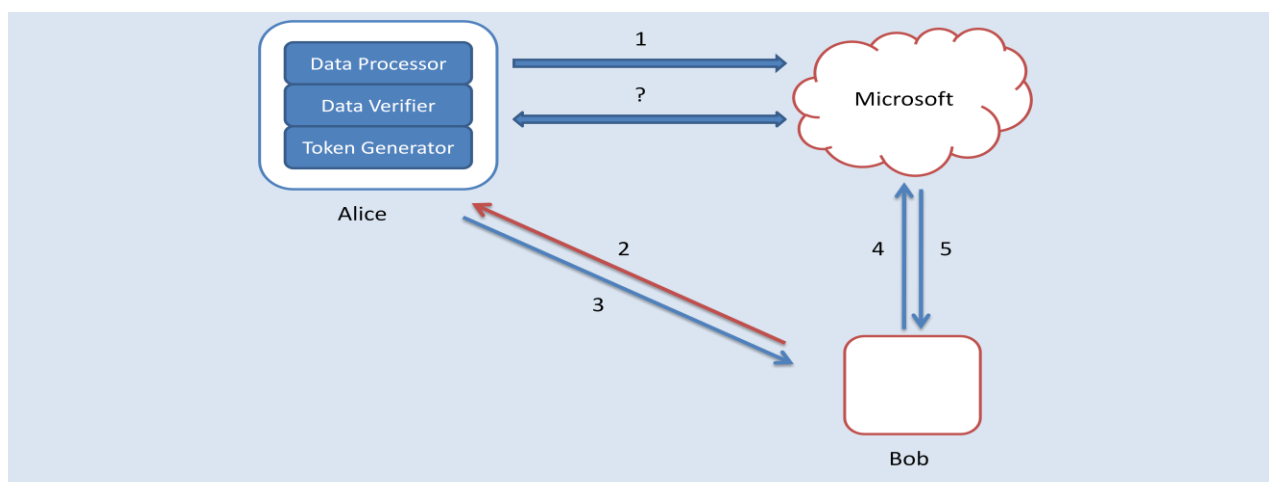 1
Data Processor
?
Data Verifier
Microsoft
Token Generator
Alice
2
4
5
3
Bob